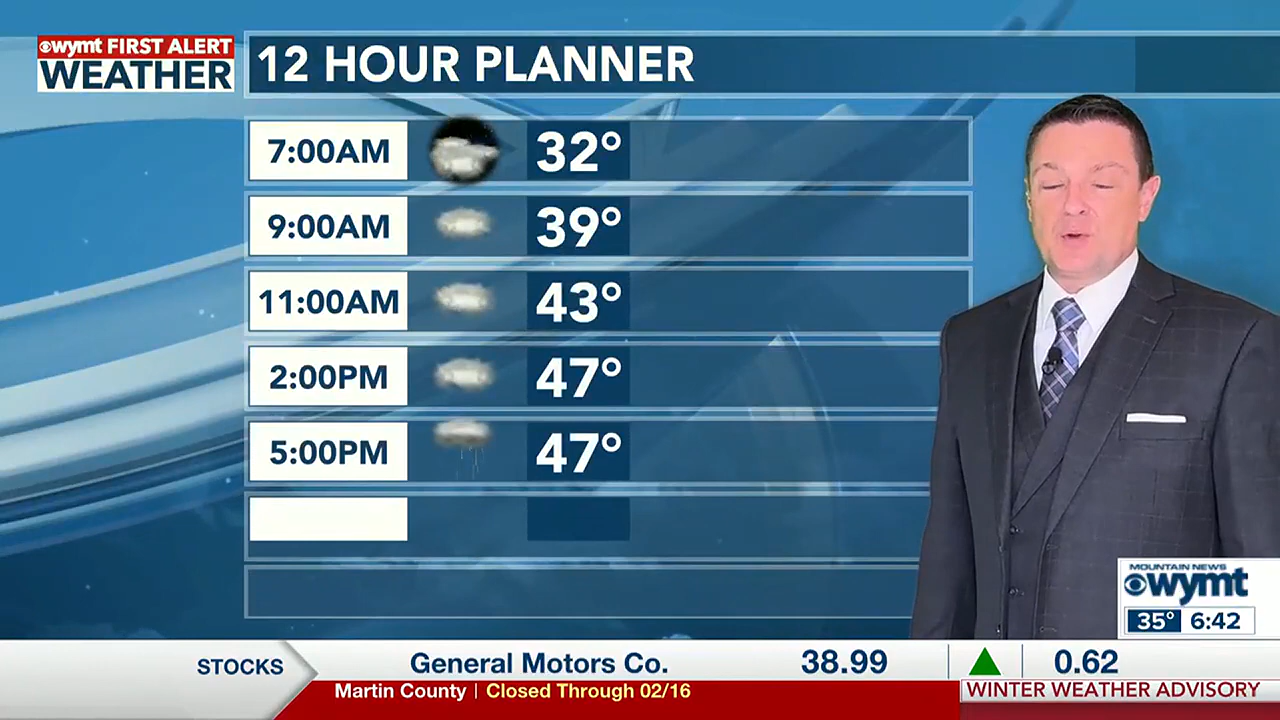 wymt FIRST ALERT
WEATHER
12 HOUR PLANNER
7:00AM 32°
9:00AM 39°
11:00AM 43°
2:00PM 47°
5:00PM 47°
MOUNTAIN NEWS
wymt
35° 6:42
STOCKS General Motors Co. 38.99 0.62
Martin County | Closed Through 02/16
WINTER WEATHER ADVISORY